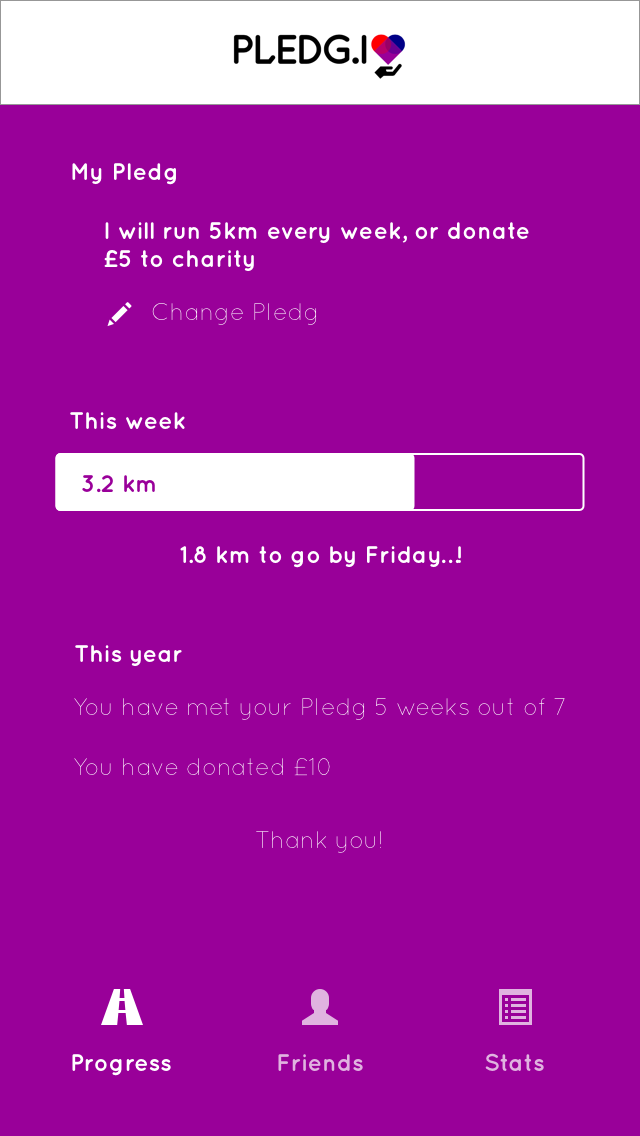 PLEDG.I
My Pledg
I will run 5km every week, or donate
£5 to charity
Change Pledg
This week
3.2 km
1.8 km to go by Friday...!
This year
You have met your Pledg 5 weeks out of 7
You have donated £10
Thank you!
Progress Friends Stats